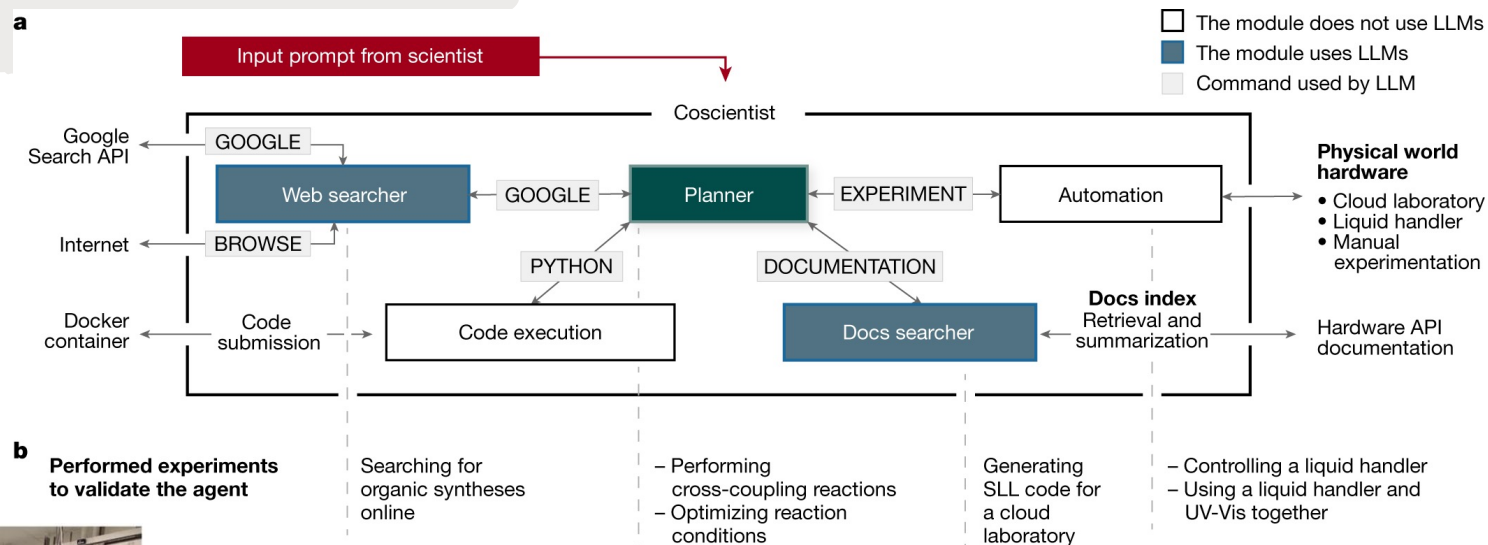 a
Input prompt from scientist
The module does not use LLMs
The module uses LLMs
Command used by LLM
Coscientist
Google
Search API
GOOGLE
Web searcher
GOOGLE
Planner
EXPERIMENT
Automation
Physical world
hardware
• Cloud laboratory
• Liquid handler
• Manual
experimentation
Internet
BROWSE
PYTHON
DOCUMENTATION
Docker
container
Code
submission
Code execution
Docs searcher
Docs index
Retrieval and
summarization
Hardware API
documentation
b
Performed experiments
to validate the agent
Searching for
organic syntheses
online
– Performing
cross-coupling reactions
– Optimizing reaction
conditions
Generating
SLL code for
a cloud
laboratory
– Controlling a liquid handler
– Using a liquid handler and
UV-Vis together